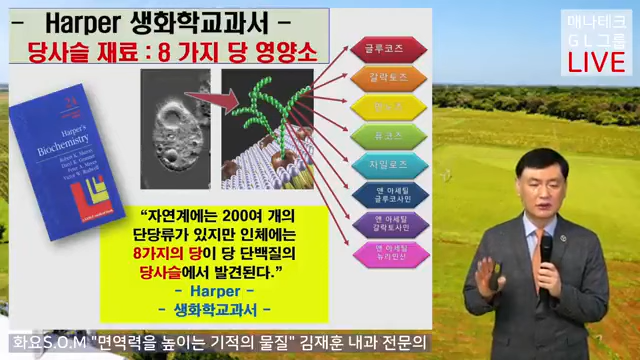 - Harper 생화학교과서 -
당사슬 재료 : 8 가지 당 영양소
매나테크
G L 그룹
LIVE
글루코즈
갈락토즈
만노즈
퓨코즈
자일로즈
앤 아세틸
글루코사민
앤 아세틸
갈락토사민
앤 아세틸
뉴라민산
24
Harper's
Biochemistry
“자연계에는 200여 개의
단당류가 있지만 인체에는
8가지의 당이 당 단백질의
당사슬에서 발견된다.”
- Harper -
- 생화학교과서 -
화요S.O.M "면역력을 높이는 기적의 물질" 김재훈 내과 전문의